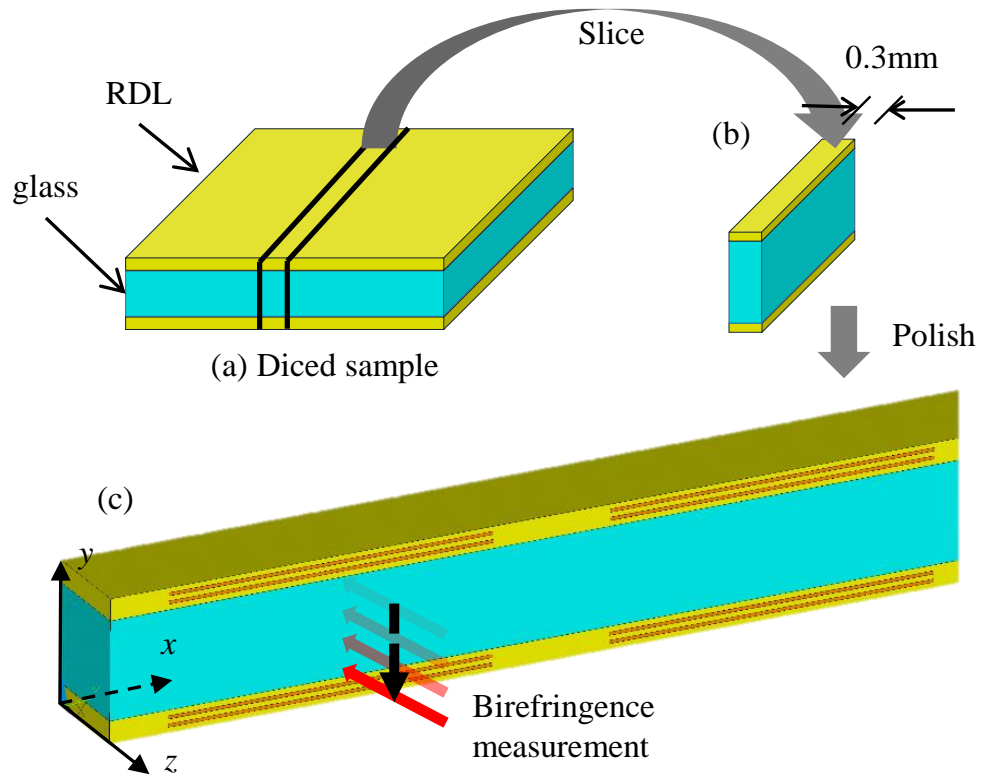 Slice
0.3mm
RDL
(b)
glass
(a) Diced sample
Polish
(c)
y
x
z
Birefringence
measurement